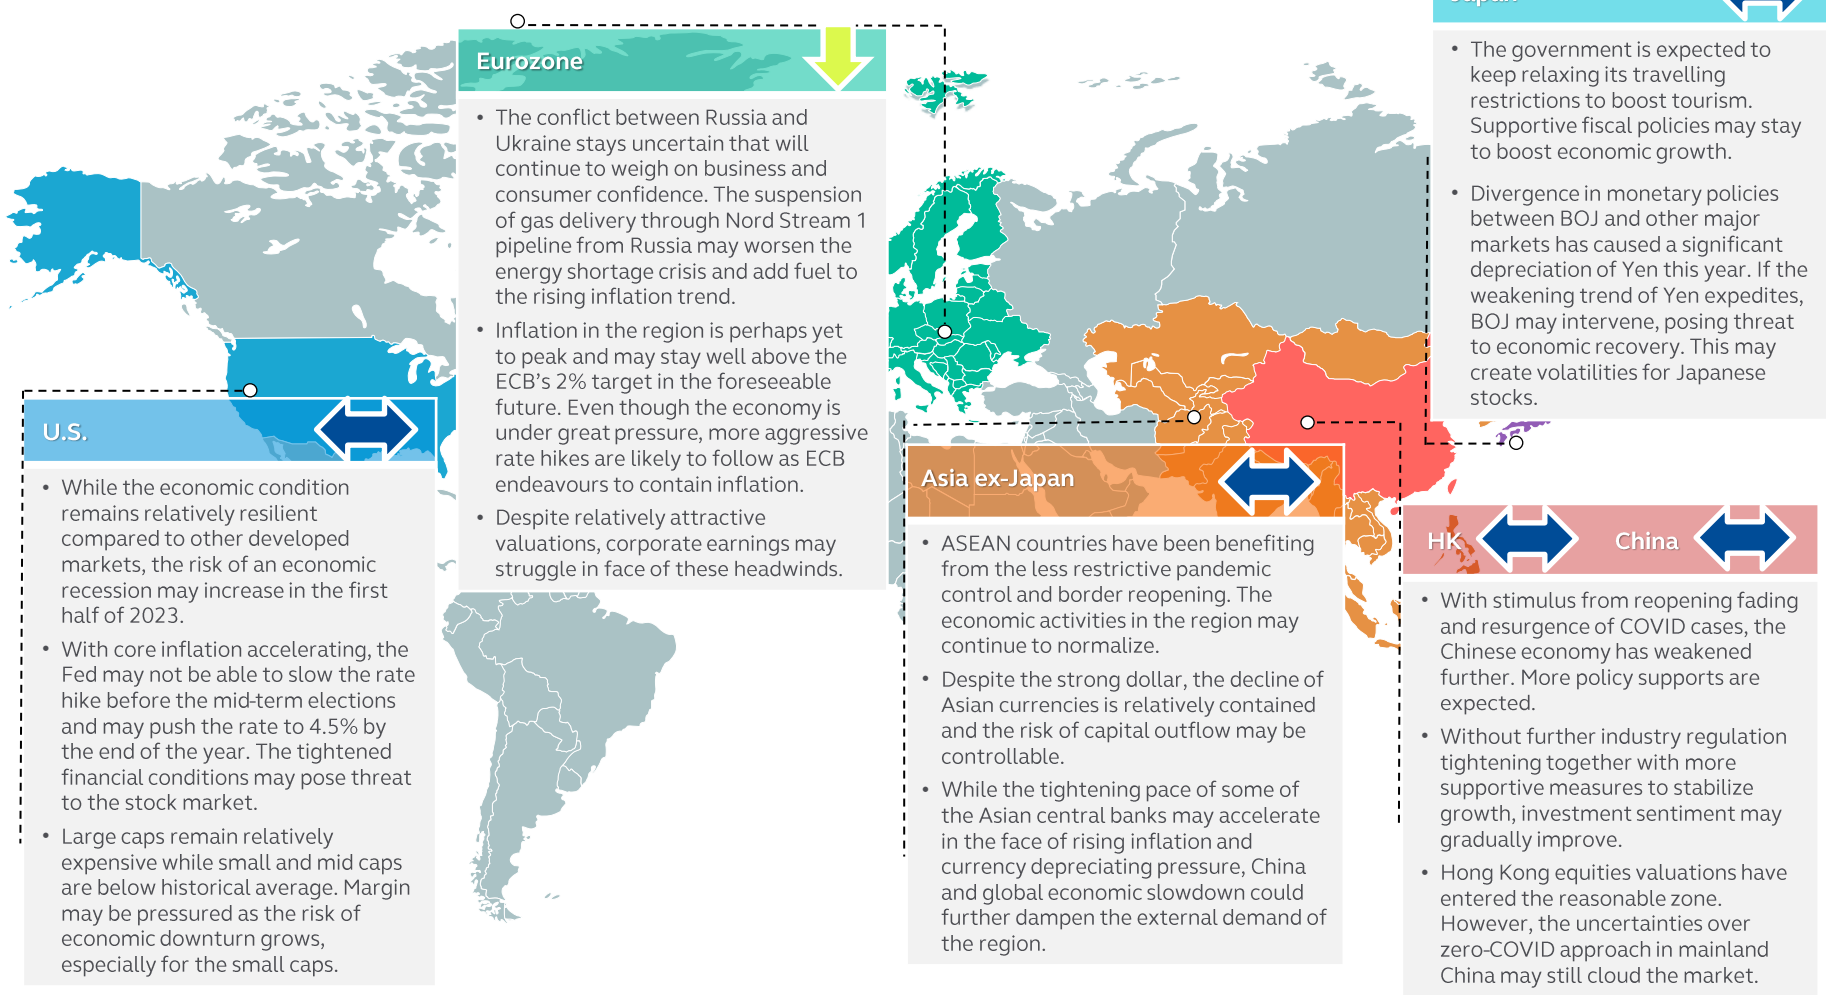 Eurozone
• The conflict between Russia and
Ukraine stays uncertain that will
continue to weigh on business and
consumer confidence. The suspension
of gas delivery through Nord Stream 1
pipeline from Russia may worsen the
energy shortage crisis and add fuel to
the rising inflation trend.
• Inflation in the region is perhaps yet
to peak and may stay well above the
ECB's 2% target in the foreseeable
future. Even though the economy is
under great pressure, more aggressive
rate hikes are likely to follow as ECB
endeavours to contain inflation.
• Despite relatively attractive
valuations, corporate earnings may
struggle in face of these headwinds.
U.S.
• While the economic condition
remains relatively resilient
compared to other developed
markets, the risk of an economic
recession may increase in the first
half of 2023.
• With core inflation accelerating, the
Fed may not be able to slow the rate
hike before the mid-term elections
and may push the rate to 4.5% by
the end of the year. The tightened
financial conditions may pose threat
to the stock market.
• Large caps remain relatively
expensive while small and mid caps
are below historical average. Margin
may be pressured as the risk of
economic downturn grows,
especially for the small caps.
Japan
• The government is expected to
keep relaxing its travelling
restrictions to boost tourism.
Supportive fiscal policies may stay
to boost economic growth.
• Divergence in monetary policies
between BOJ and other major
markets has caused a significant
depreciation of Yen this year. If the
weakening trend of Yen expedites,
BOJ may intervene, posing threat
to economic recovery. This may
create volatilities for Japanese
stocks.
Asia ex-Japan
• ASEAN countries have been benefiting
from the less restrictive pandemic
control and border reopening. The
economic activities in the region may
continue to normalize.
• Despite the strong dollar, the decline of
Asian currencies is relatively contained
and the risk of capital outflow may be
controllable.
• While the tightening pace of some of
the Asian central banks may accelerate
in the face of rising inflation and
currency depreciating pressure, China
and global economic slowdown could
further dampen the external demand of
the region.
HK China
• With stimulus from reopening fading
and resurgence of COVID cases, the
Chinese economy has weakened
further. More policy supports are
expected.
• Without further industry regulation
tightening together with more
supportive measures to stabilize
growth, investment sentiment may
gradually improve.
• Hong Kong equities valuations have
entered the reasonable zone.
However, the uncertainties over
zero-COVID approach in mainland
China may still cloud the market.